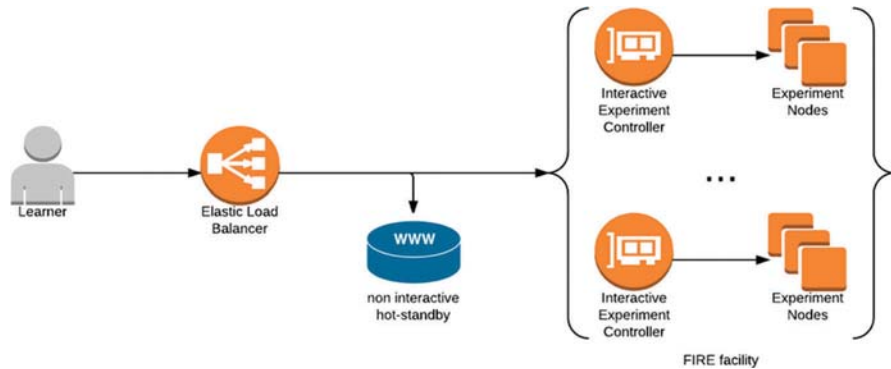 Learner
Elastic Load
Balancer
WWW
non interactive
hot-standby
Interactive
Experiment
Controller
Experiment
Nodes
...
Interactive
Experiment
Controller
Experiment
Nodes
FIRE facility